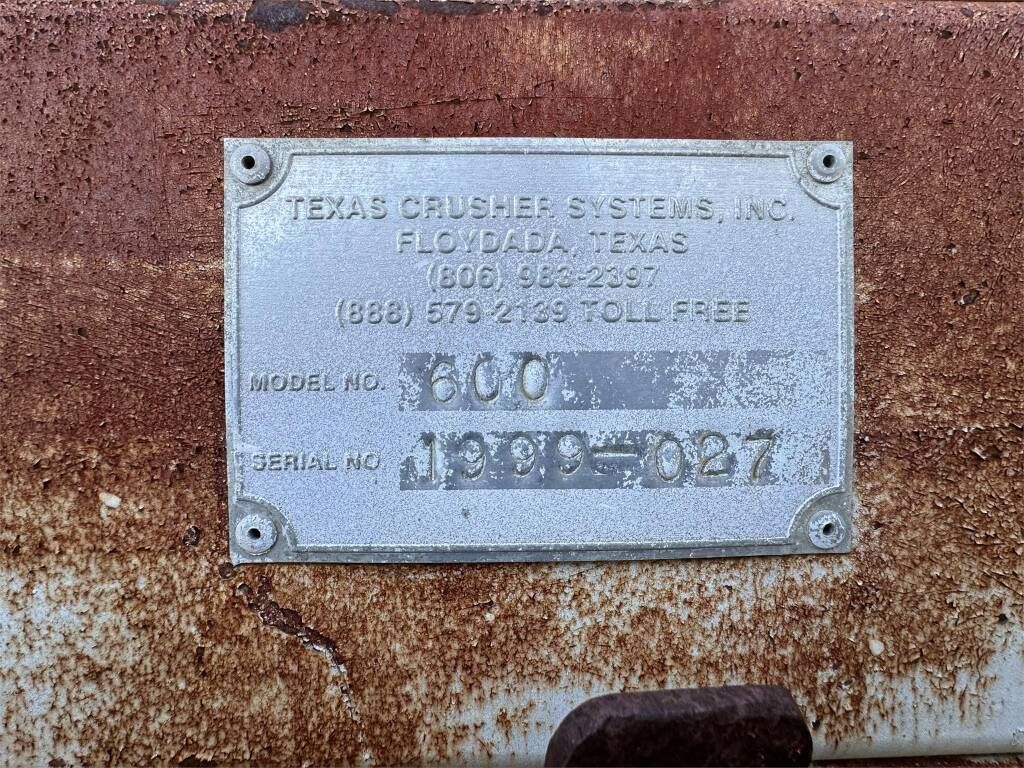 TEXAS CRUSHER SYSTEMS, INC.
FLOYDADA, TEXAS
(806) 983-2397
(888) 579-2139 TOLL FREE
MODEL NO. 600
SERIAL NO 1999-027